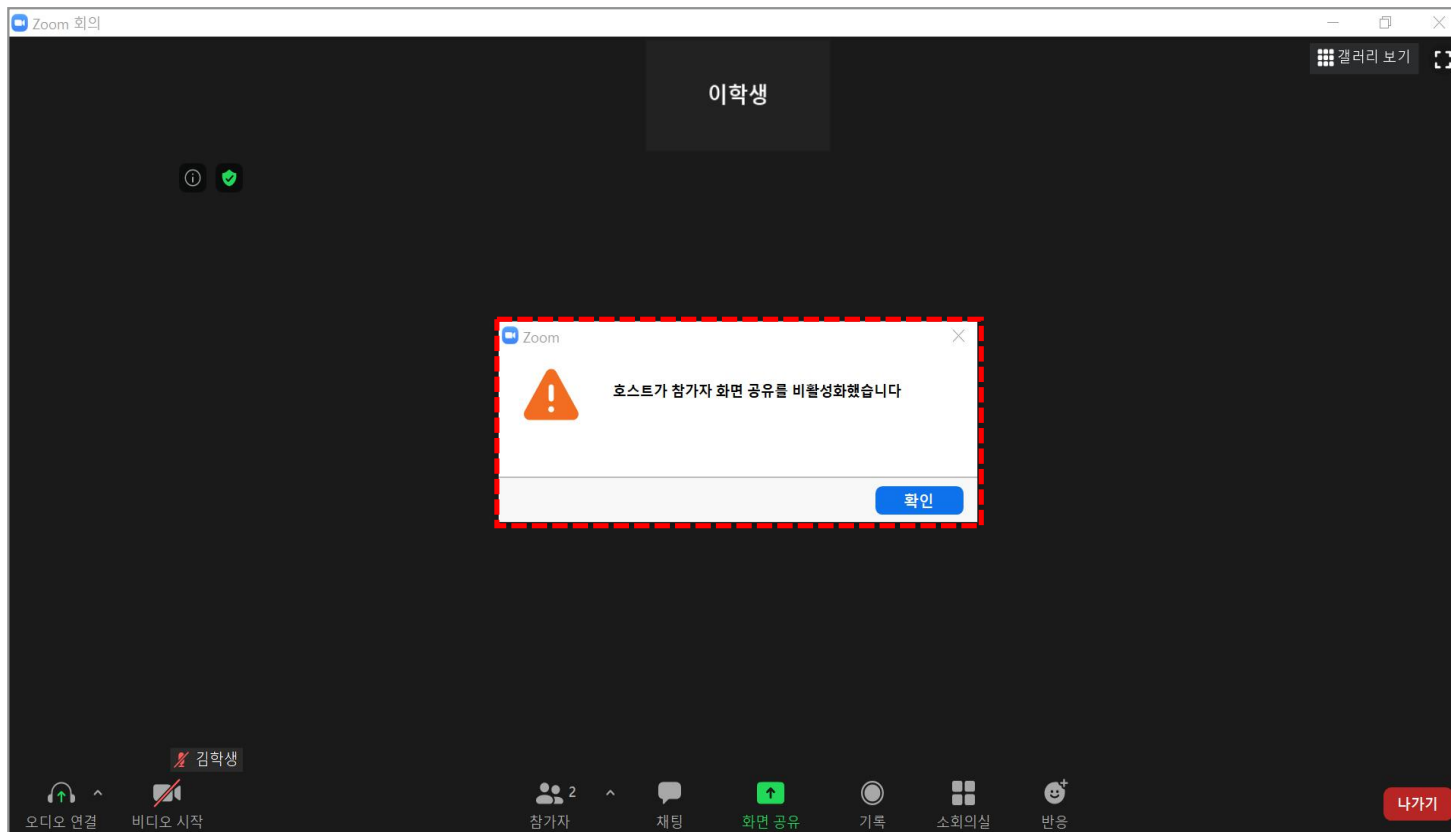 Zoom 회의
갤러리 보기
이학생
Zoom
호스트가 참가자 화면 공유를 비활성화했습니다
확인
김학생
오디오 연결
비디오 시작
2
참가자
채팅
화면 공유
기록
소회의실
반응
나가기